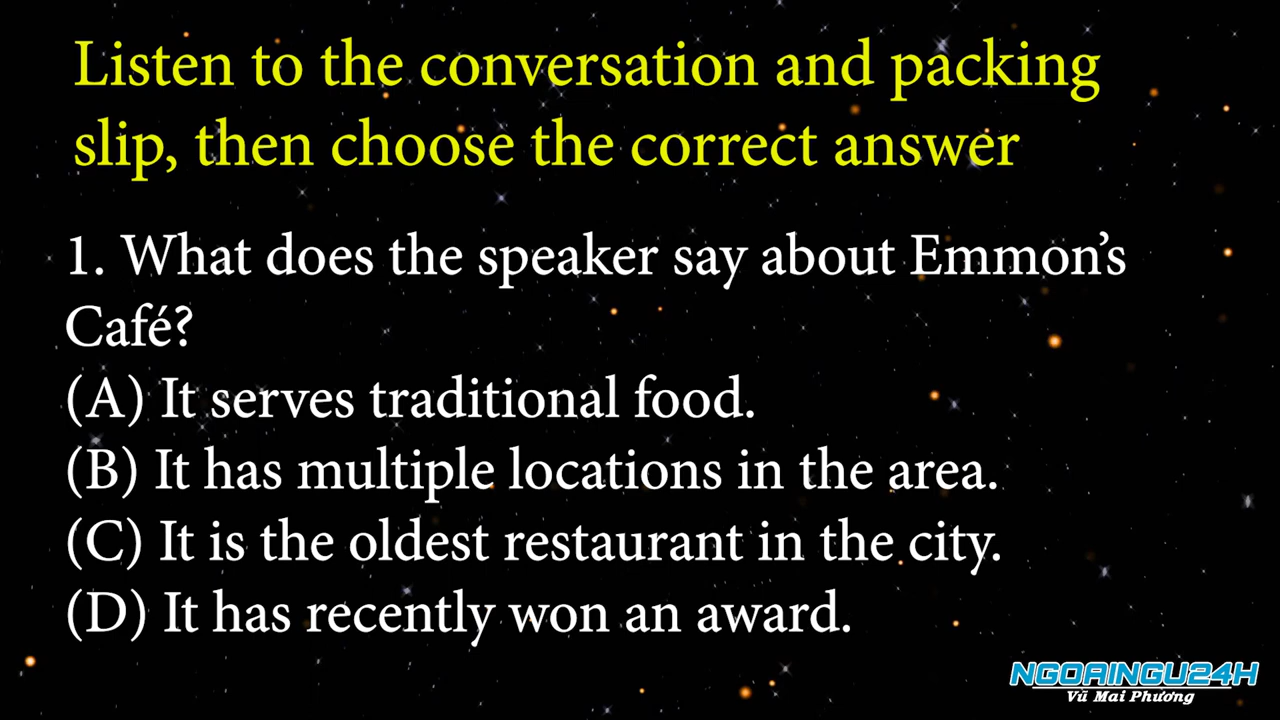 Listen to the conversation and packing
slip, then choose the correct answer
1. What does the speaker say about Emmon’s
Café?
(A) It serves traditional food.
(B) It has multiple locations in the area.
(C) It is the oldest restaurant in the city.
(D) It has recently won an award.
NGOAINGU24H
Vũ Mai Phương